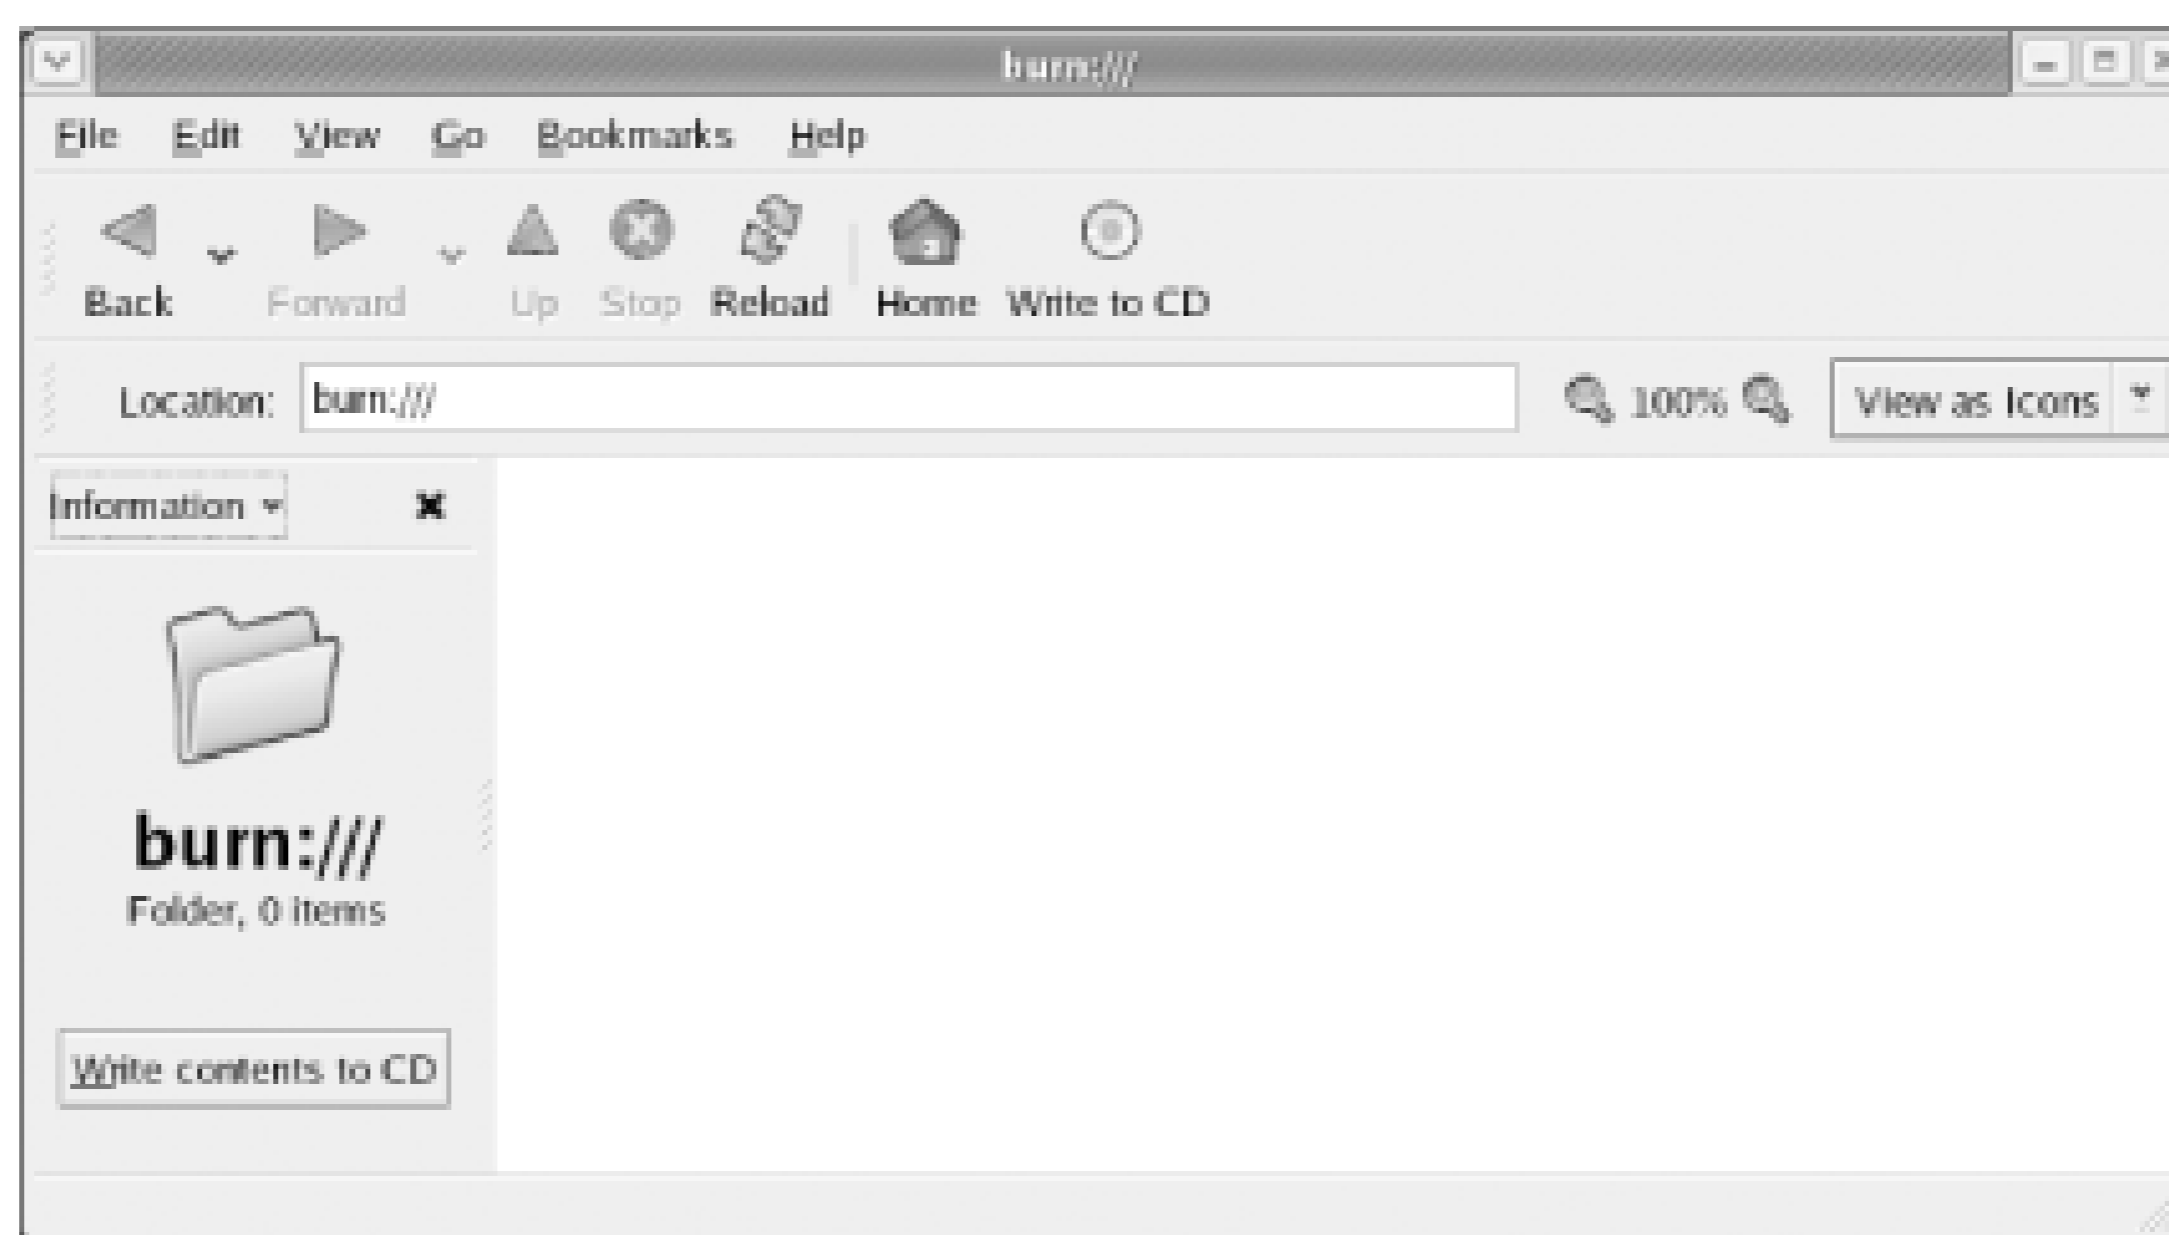 burn:///
File Edit View Go Bookmarks Help
Back Forward Up Stop Reload Home Write to CD
Location: burn:/// 100% View as Icons
Information
burn:///
Folder, 0 items
Write contents to CD